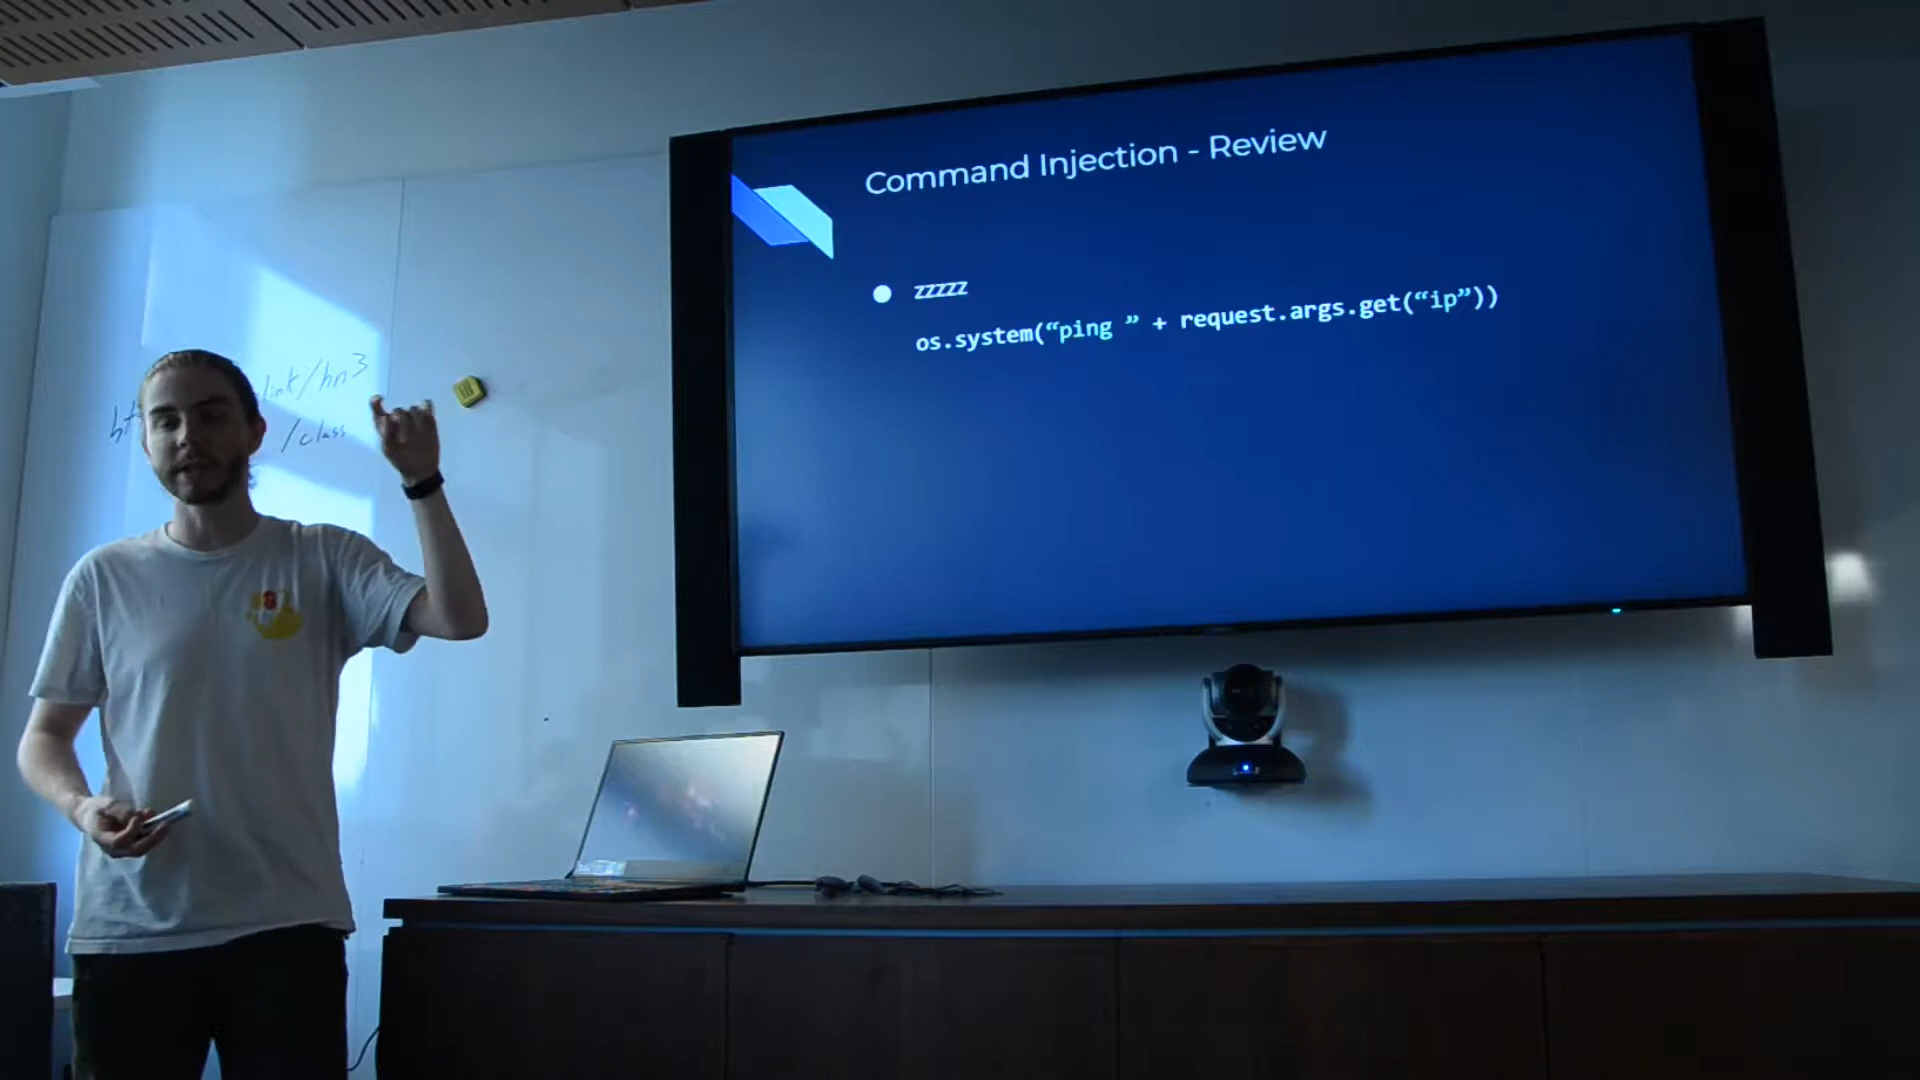 Command Injection - Review
zzzzz
os.system(“ping ” + request.args.get(“ip”))
link/hn3
/class